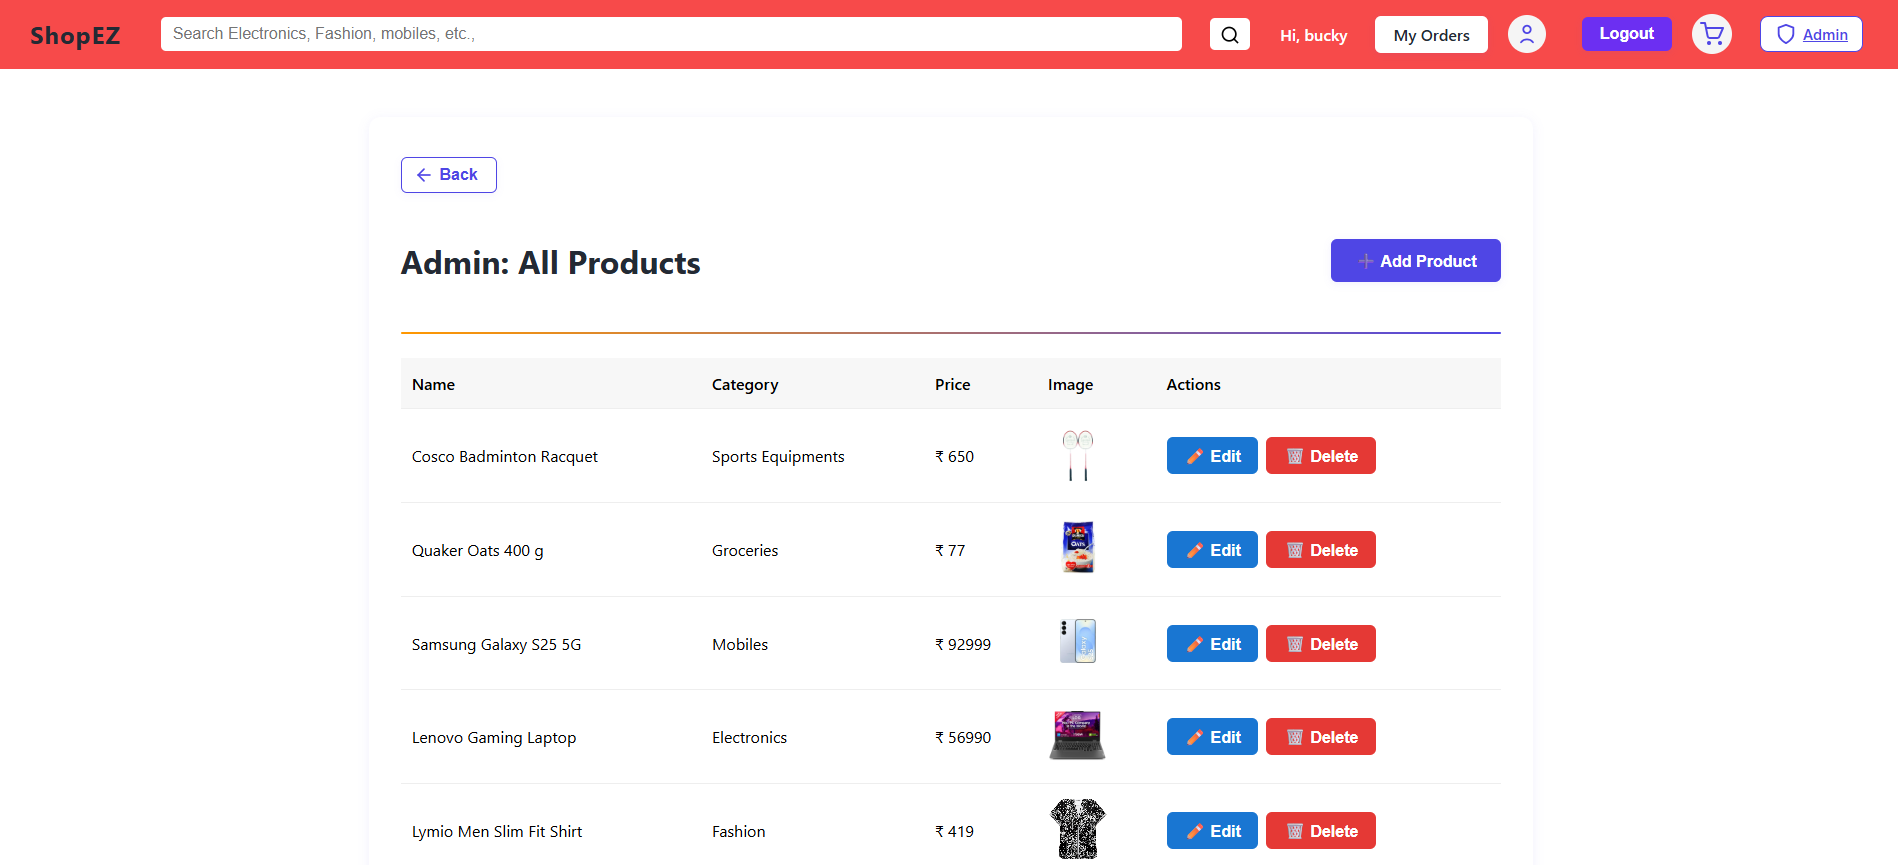 ShopEZ
Search Electronics, Fashion, mobiles, etc.,
Hi, bucky
My Orders
Logout
Admin
Back
Admin: All Products
Add Product
Name Category Price Image Actions
Cosco Badminton Racquet Sports Equipments ₹ 650 Edit Delete
Quaker Oats 400 g Groceries ₹ 77 Edit Delete
OATS
Samsung Galaxy S25 5G Mobiles ₹ 92999 Edit Delete
Lenovo Gaming Laptop Electronics ₹ 56990 Edit Delete
Lymio Men Slim Fit Shirt Fashion ₹ 419 Edit Delete